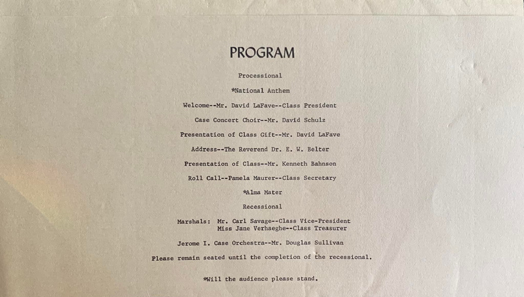 PROGRAM
Processional
*National Anthem
Welcome--Mr. David LaFave--Class President
Case Concert Choir--Mr. David Schulz
Presentation of Class Gift--Mr. David LaFave
Address--The Reverend Dr. E. W. Belter
Presentation of Class--Mr. Kenneth Bahnson
Roll Call--Pamela Maurer--Class Secretary
*Alma Mater
Recessional
Marshals: Mr. Carl Savage--Class Vice-President
Miss Jane Verhaeghe--Class Treasurer
Jerome I. Case Orchestra--Mr. Douglas Sullivan
Please remain seated until the completion of the recessional.
*Will the audience please stand.